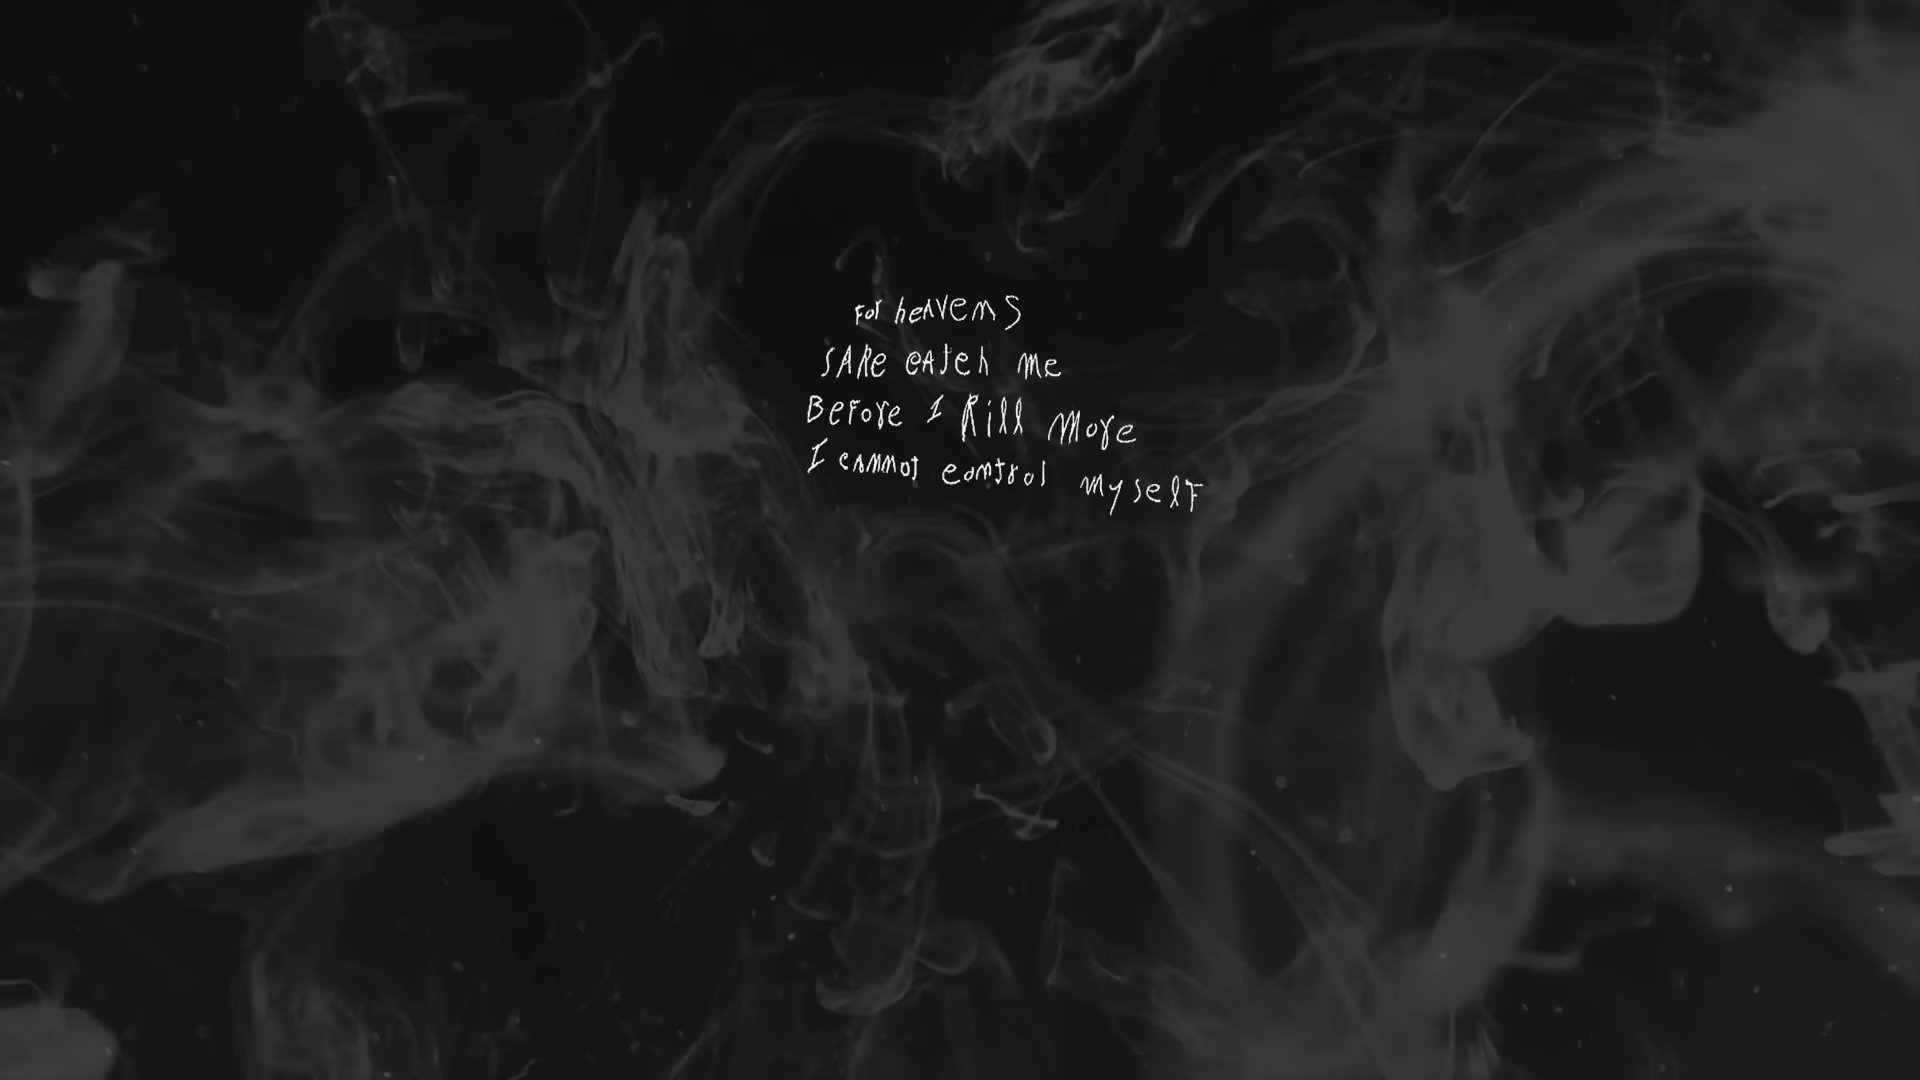 For heAvens
SAKe cAtch me
BeFore I Kill more
I cannot control myselF